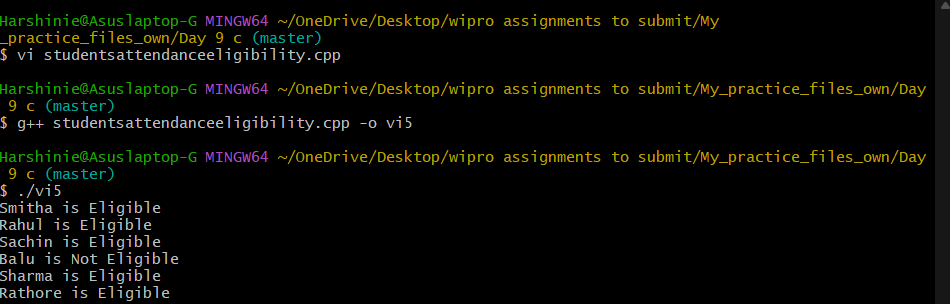 Harshinie@Asuslaptop-G MINGW64 ~/OneDrive/Desktop/wipro assignments to submit/My
_practice_files_own/Day 9 c (master)
$ vi studentsattendanceeligibility.cpp
Harshinie@Asuslaptop-G MINGW64 ~/OneDrive/Desktop/wipro assignments to submit/My_practice_files_own/Day
9 c (master)
$ g++ studentsattendanceeligibility.cpp -o vi5
Harshinie@Asuslaptop-G MINGW64 ~/OneDrive/Desktop/wipro assignments to submit/My_practice_files_own/Day
9 c (master)
$ ./vi5
Smitha is Eligible
Rahul is Eligible
Sachin is Eligible
Balu is Not Eligible
Sharma is Eligible
Rathore is Eligible